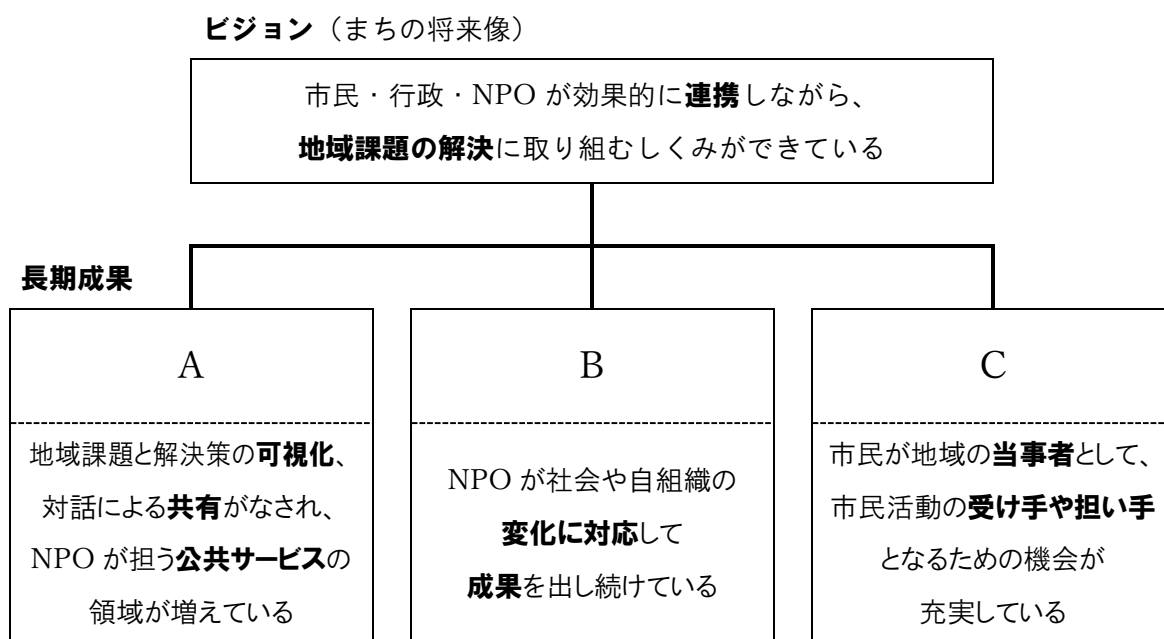 ビジョン（まちの将来像）
市民・行政・NPO が効果的に連携しながら、
地域課題の解決に取り組むしくみができている
長期成果
A
地域課題と解決策の可視化、
対話による共有がなされ、
NPO が担う公共サービスの
領域が増えている
B
NPO が社会や自組織の
変化に対応して
成果を出し続けている
C
市民が地域の当事者として、
市民活動の受け手や担い手
となるための機会が
充実している